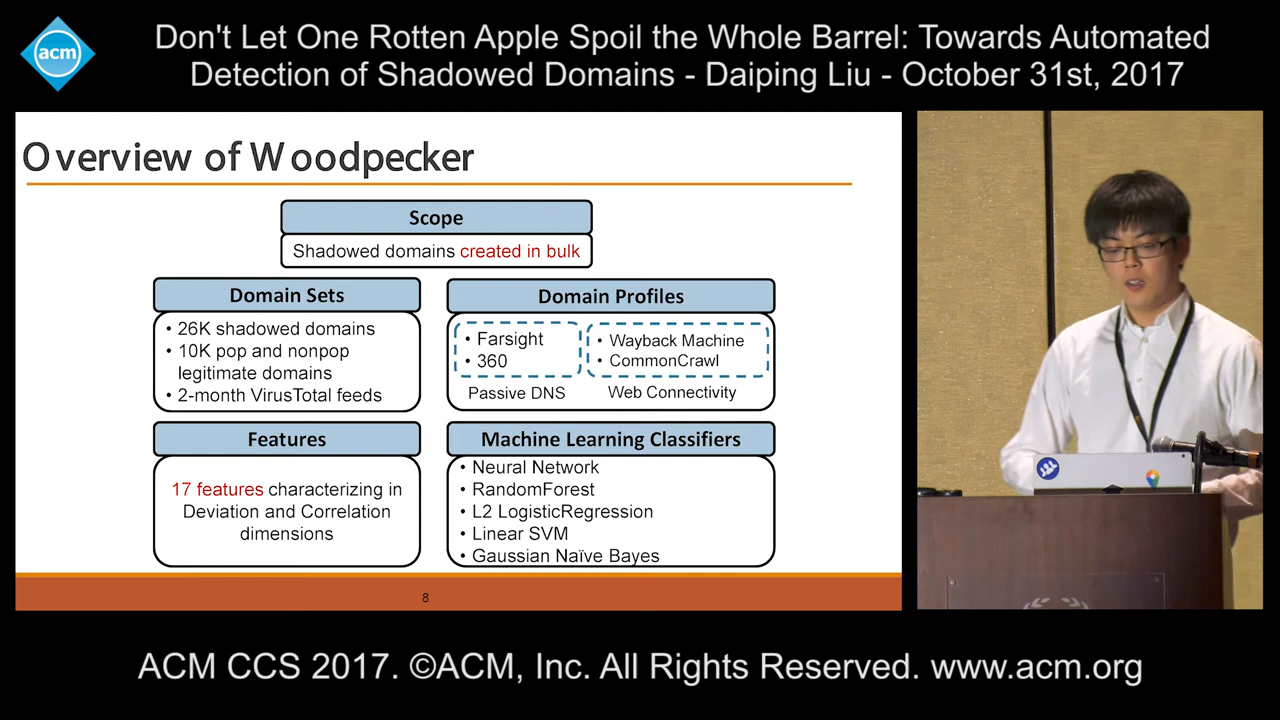 acm
Don't Let One Rotten Apple Spoil the Whole Barrel: Towards Automated
Detection of Shadowed Domains - Daiping Liu - October 31st, 2017
Overview of Woodpecker
Scope
Shadowed domains created in bulk
Domain Sets
• 26K shadowed domains
• 10K pop and nonpop
legitimate domains
• 2-month VirusTotal feeds
Domain Profiles
• Farsight
• 360
Passive DNS
• Wayback Machine
• CommonCrawl
Web Connectivity
Features
17 features characterizing in
Deviation and Correlation
dimensions
Machine Learning Classifiers
• Neural Network
• RandomForest
• L2 LogisticRegression
• Linear SVM
• Gaussian Naïve Bayes
8
ACM CCS 2017. ©ACM, Inc. All Rights Reserved. www.acm.org